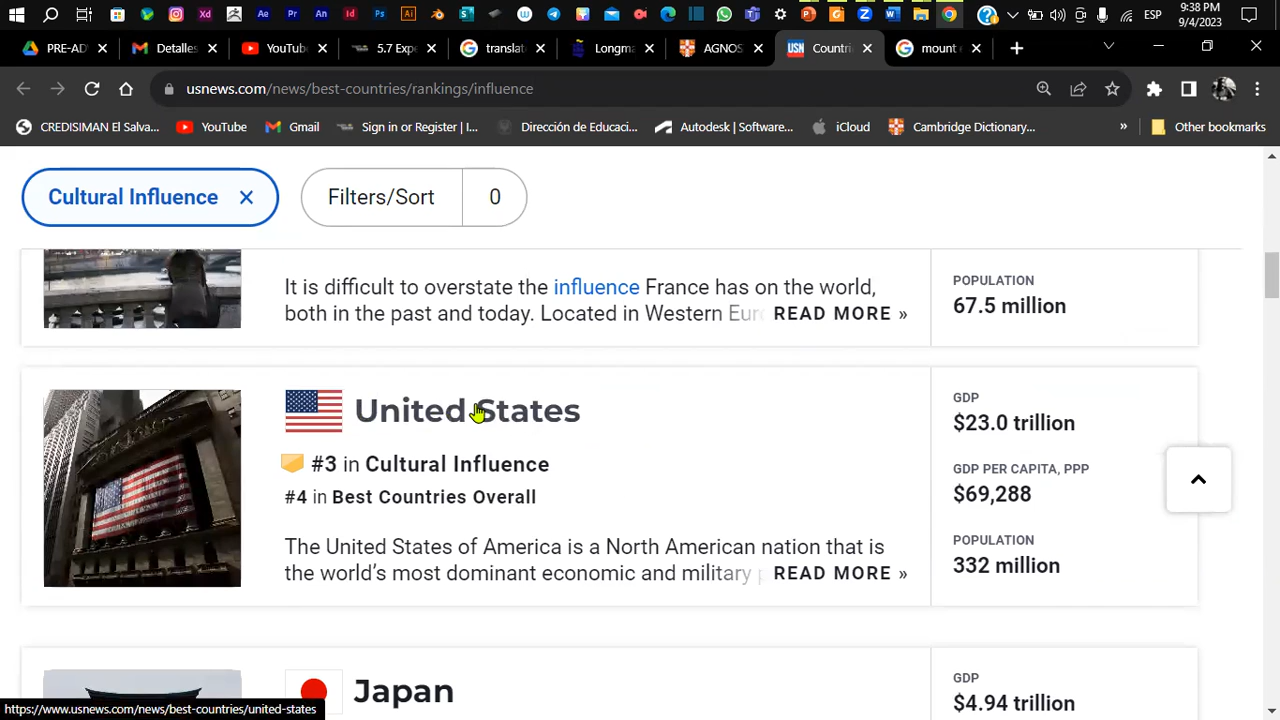 9:38 PM
ESP
9/4/2023
PRE-AD
Detalles
YouTube
5.7 Exp
translat
Longm
AGNOS
USN
Countri
mount
usnews.com/news/best-countries/rankings/influence
CREDISIMAN El Salva...
YouTube
Gmail
Sign in or Register | I...
Dirección de Educaci...
Autodesk | Software...
iCloud
Cambridge Dictionary...
»
Other bookmarks
Cultural Influence ×
Filters/Sort 0
It is difficult to overstate the influence France has on the world,
both in the past and today. Located in Western Eur READ MORE »
POPULATION
67.5 million
United States
#3 in Cultural Influence
#4 in Best Countries Overall
The United States of America is a North American nation that is
the world's most dominant economic and military p READ MORE »
GDP
$23.0 trillion
GDP PER CAPITA, PPP
$69,288
POPULATION
332 million
Japan
GDP
$4.94 trillion
https://www.usnews.com/news/best-countries/united-states